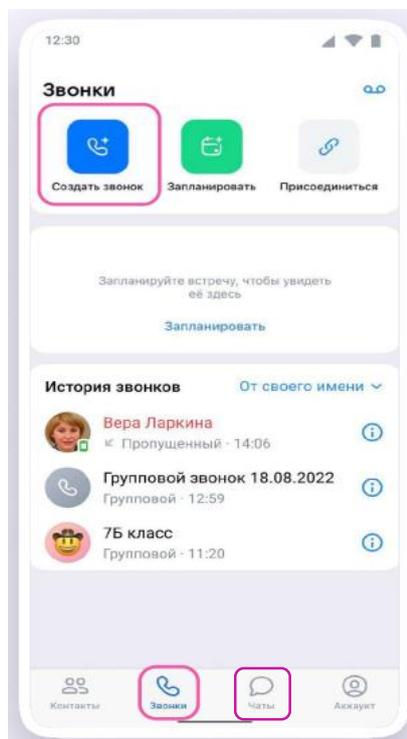 12:30
Звонки
Создать звонок
Запланировать
Присоединиться
Запланируйте встречу, чтобы увидеть
её здесь
Запланировать
История звонков
От своего имени
Вера Ларкина
Пропущенный · 14:06
Групповой звонок 18.08.2022
Групповой · 12:59
7Б класс
Групповой · 11:20
Контакты
Звонки
Чаты
Аккаунт